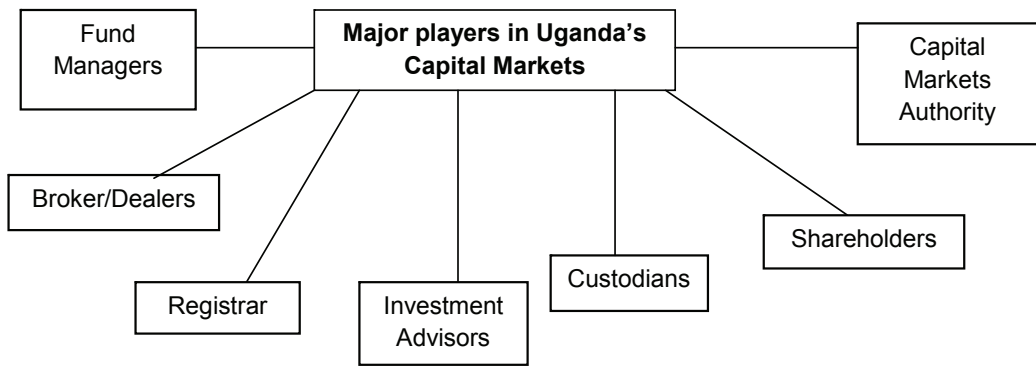 Fund
Managers
Major players in Uganda’s
Capital Markets
Capital
Markets
Authority
Broker/Dealers
Shareholders
Custodians
Registrar
Investment
Advisors